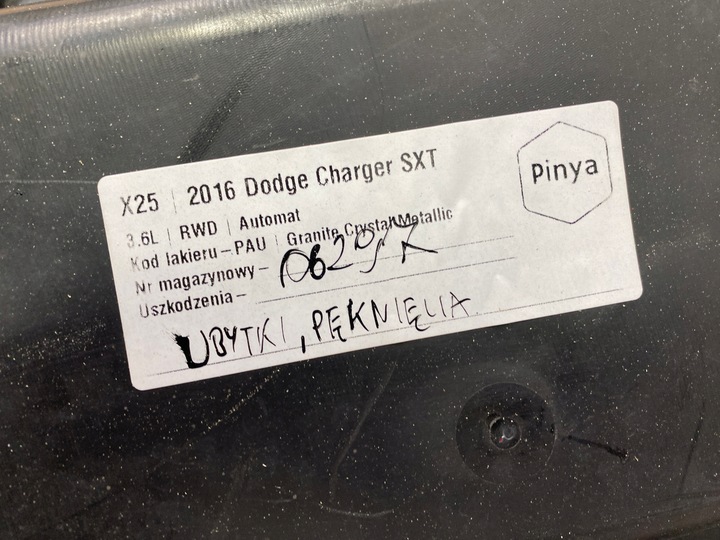 X25 | 2016 Dodge Charger SXT
Pinya
3.6L | RWD | Automat
Kod lakieru – PAU | Granite Crystal Metallic
Nr magazynowy –
Uszkodzenia –
UBYTKI, PĘKNIĘCIA